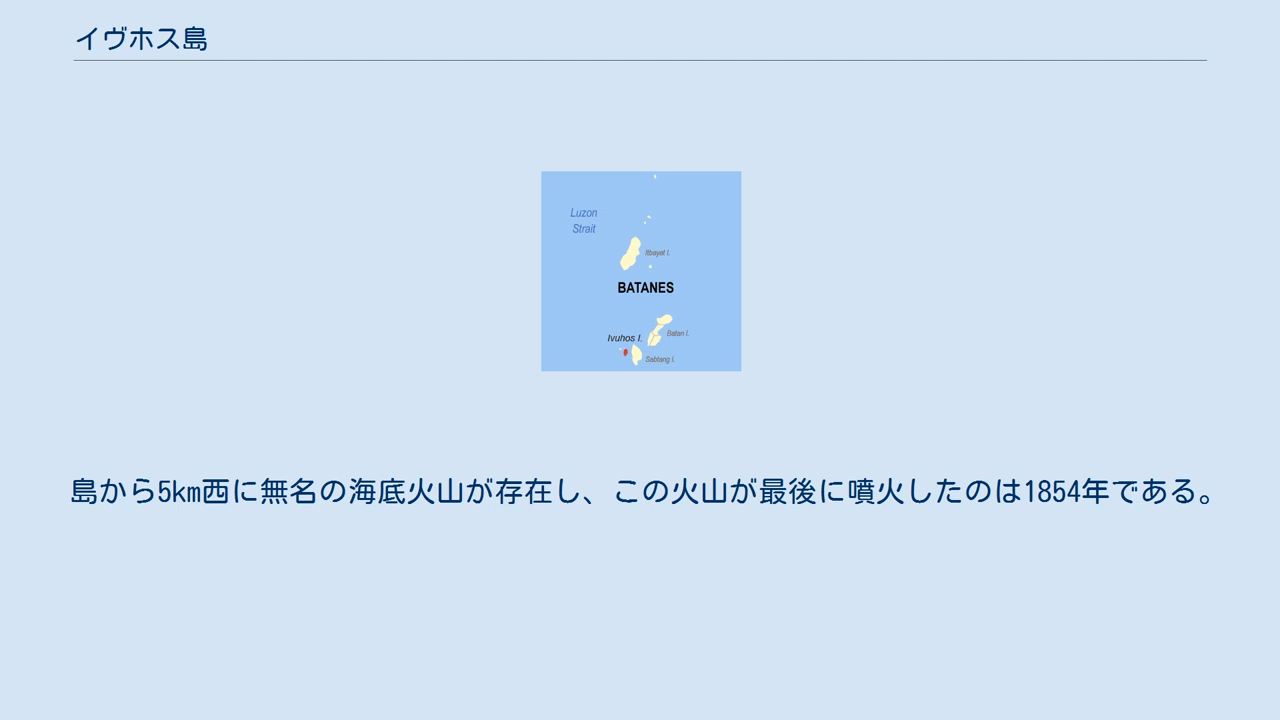 イヴホス島
Luzon
Strait
Itbayat I.
BATANES
Batan I.
Ivuhos I.
Sabtang I.
島から5km西に無名の海底火山が存在し、この火山が最後に噴火したのは1854年である。